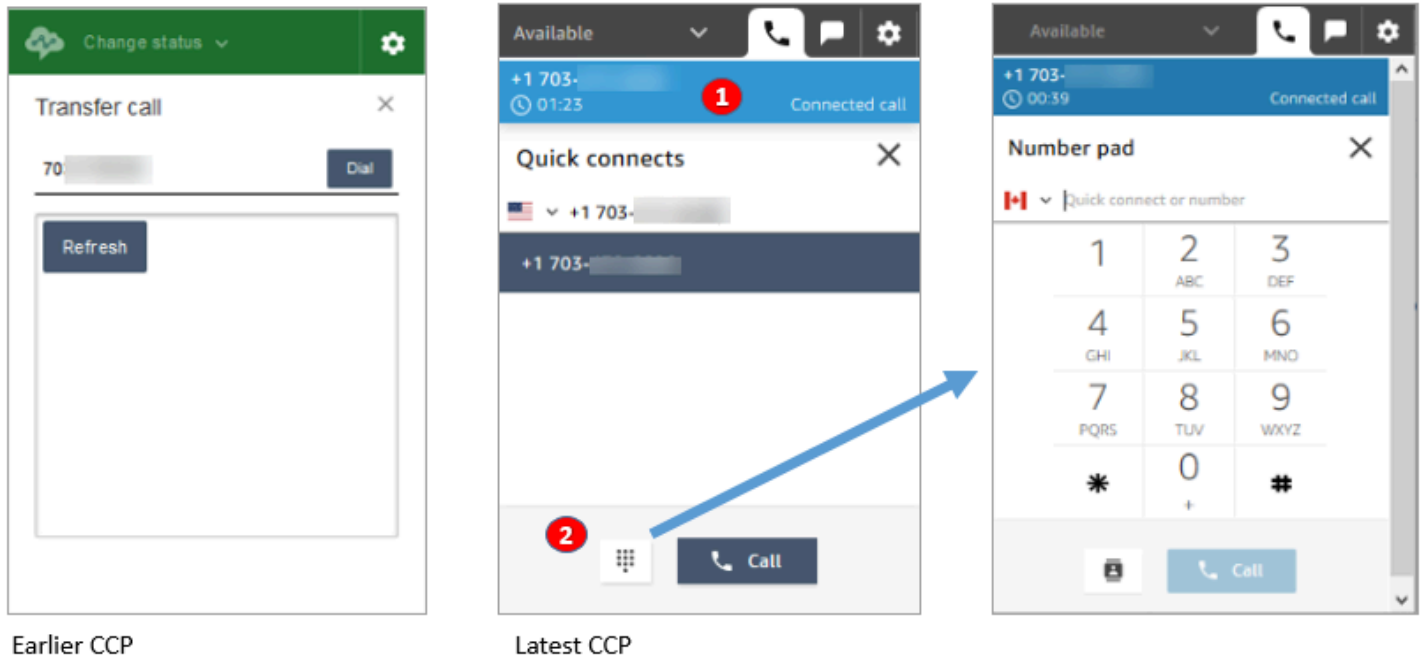 Change status
Transfer call
70
Dial
Refresh
Earlier CCP
Available
+1 703-
01:23
1
Connected call
Quick connects
+1 703-
+1 703-
2
Call
Latest CCP
Available
+1 703-
00:39
Connected call
Number pad
Quick connect or number
1 2 3
ABC DEF
4 5 6
GHI JKL MNO
7 8 9
PQRS TUV WXYZ
* 0 #
+
Call